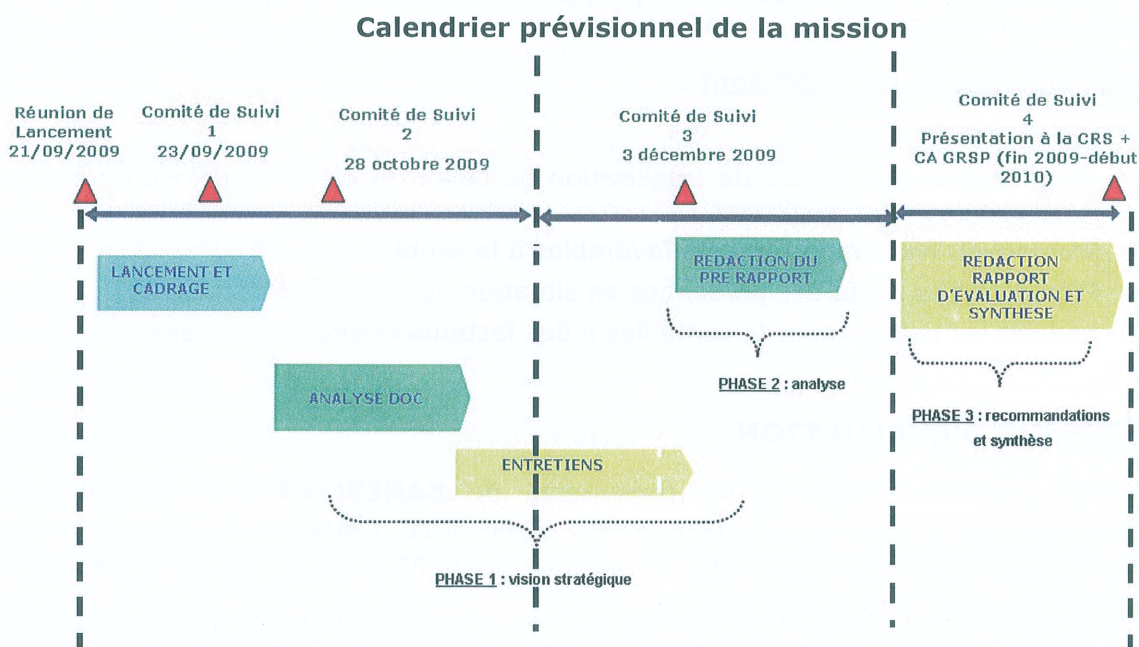 Calendrier prévisionnel de la mission
Réunion de
Lancement
21/09/2009
Comité de Suivi
1
23/09/2009
Comité de Suivi
2
28 octobre 2009
Comité de Suivi
3
3 décembre 2009
Comité de Suivi
4
Présentation à la CRS +
CA GRSP (fin 2009-début
2010)
LANCEMENT ET
CADRAGE
REDACTION DU
PRE RAPPORT
REDACTION
RAPPORT
D'EVALUATION ET
SYNTHESE
ANALYSE DOC
ENTRETIENS
PHASE 2 : analyse
PHASE 3 : recommandations
et synthèse
PHASE 1 : vision stratégique